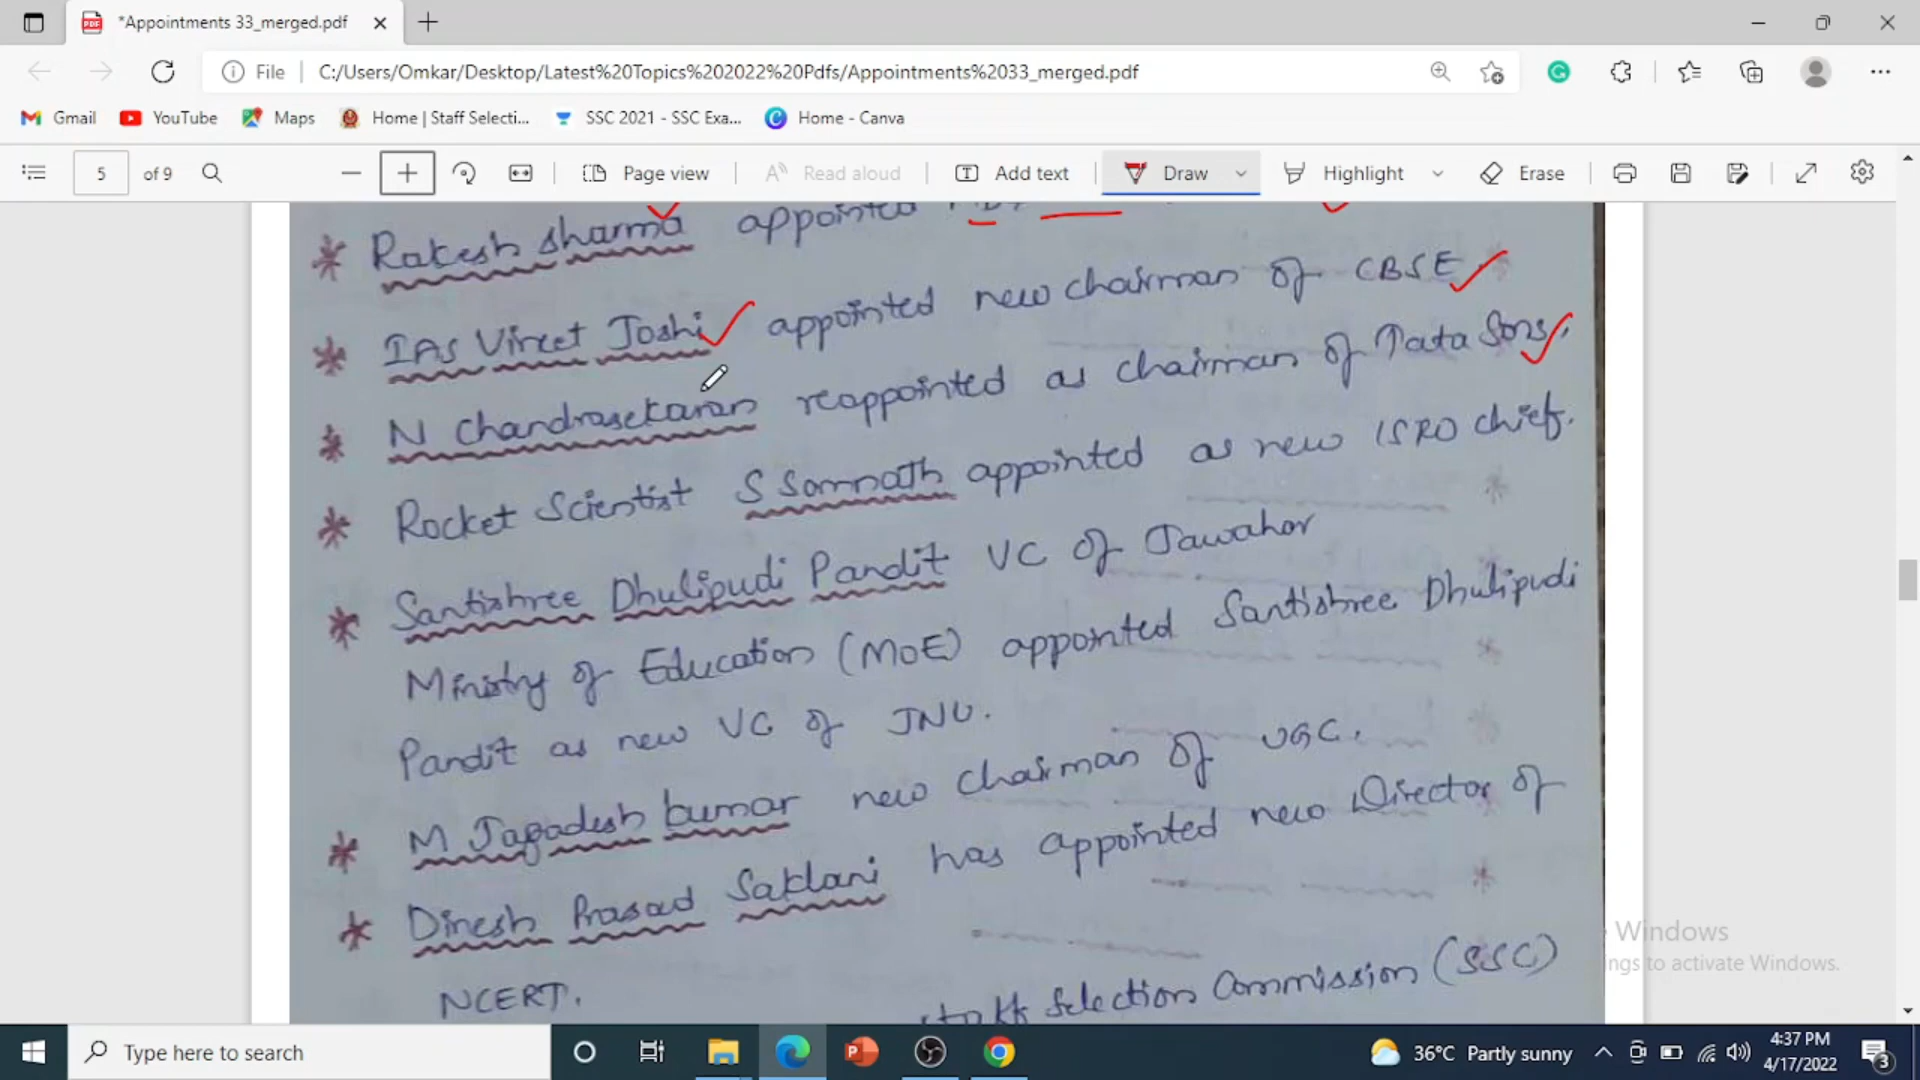 *Appointments 33_merged.pdf
File C:/Users/Omkar/Desktop/Latest%20Topics%202022%20Pdfs/Appointments%2033_merged.pdf
Gmail YouTube Maps Home | Staff Selecti... SSC 2021 - SSC Exa... Home - Canva
5 of 9 Page view Read aloud Add text Draw Highlight Erase
* Rakesh Sharma appointed
* IAS Vineet Joshi appointed new chairman of CBSE
* N Chandrasekaran reappointed as chairman of Tata Sons.
* Rocket Scientist S Somnath appointed as new ISRO chief.
* Santishree Dhulipudi Pandit VC of Jawahar
Ministry of Education (MoE) appointed Santishree Dhulipudi
Pandit as new VC of JNU.
* M Jagadesh kumar new chairman of UGC.
* Dinesh Prasad Saklani has appointed new Director of
NCERT.
Selection Commission (SSC)
Windows
ngs to activate Windows.
Type here to search
36°C Partly sunny
4:37 PM
4/17/2022
3